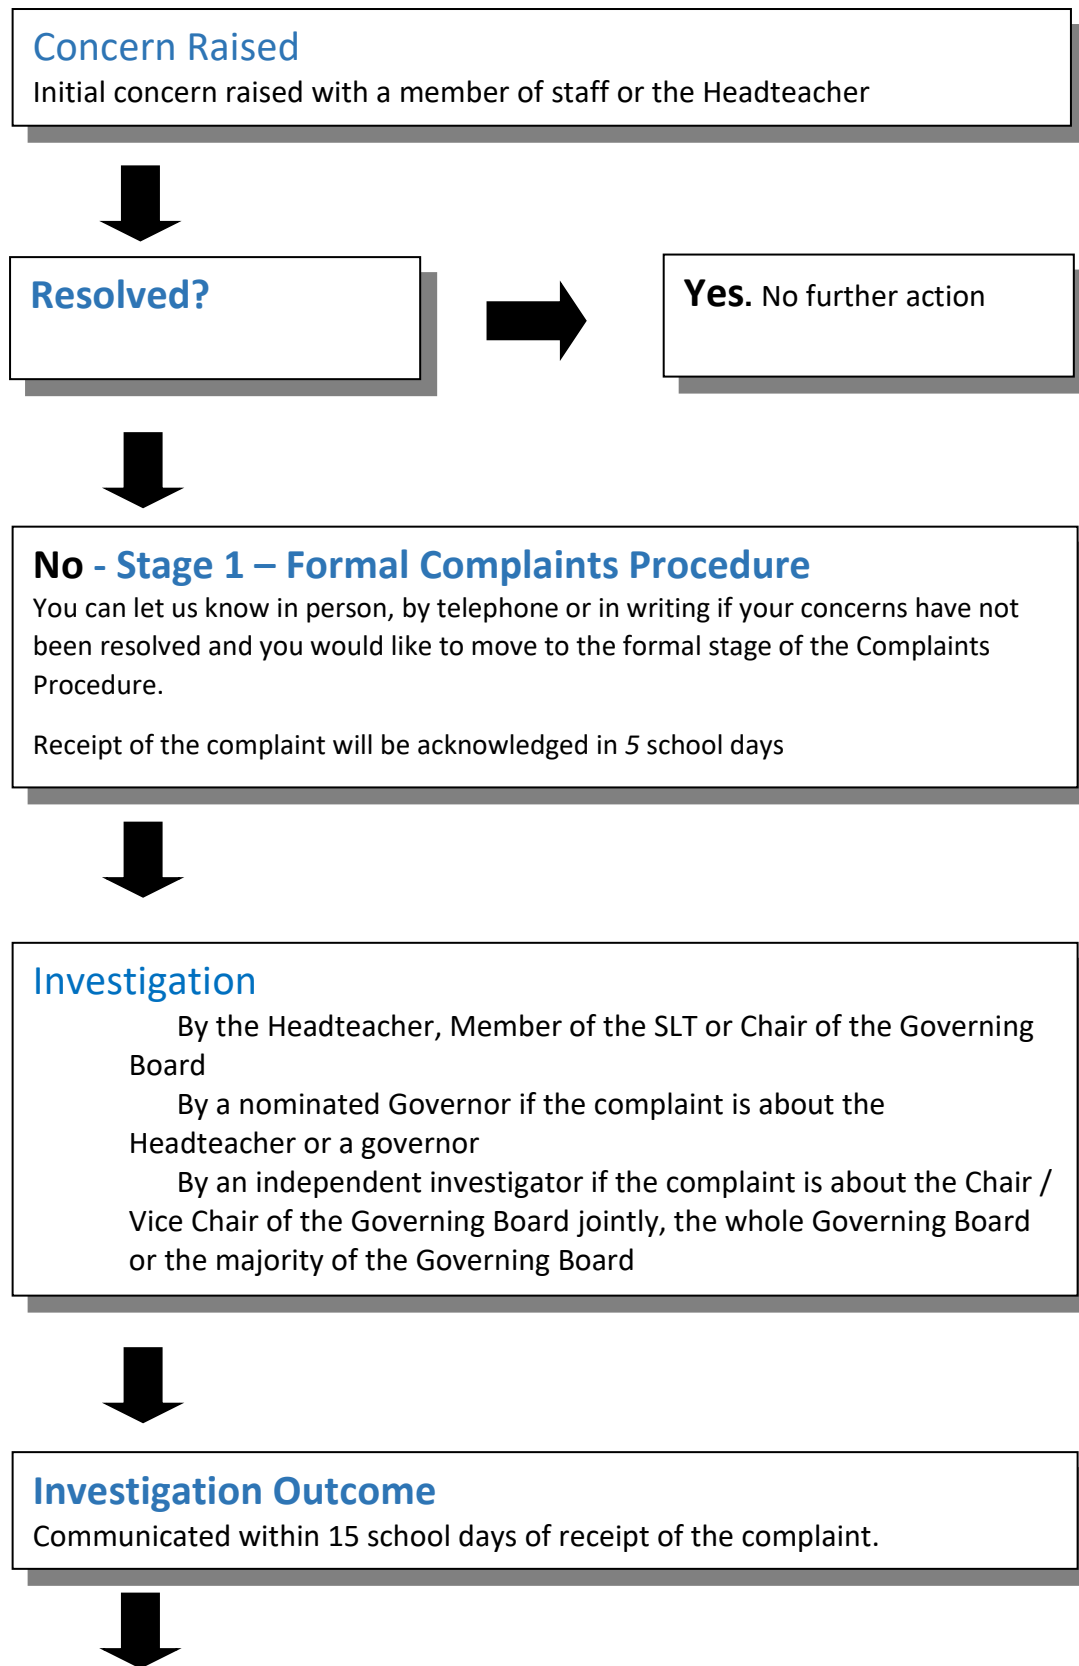 Concern Raised
Initial concern raised with a member of staff or the Headteacher
Resolved?
Yes. No further action
No - Stage 1 – Formal Complaints Procedure
You can let us know in person, by telephone or in writing if your concerns have not
been resolved and you would like to move to the formal stage of the Complaints
Procedure.
Receipt of the complaint will be acknowledged in 5 school days
Investigation
By the Headteacher, Member of the SLT or Chair of the Governing
Board
By a nominated Governor if the complaint is about the
Headteacher or a governor
By an independent investigator if the complaint is about the Chair /
Vice Chair of the Governing Board jointly, the whole Governing Board
or the majority of the Governing Board
Investigation Outcome
Communicated within 15 school days of receipt of the complaint.